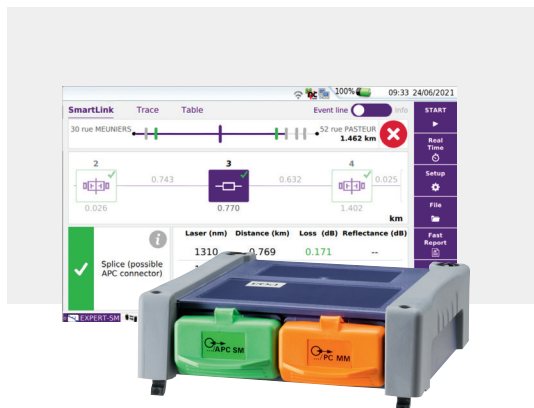 100%
09:33 24/06/2021
SmartLink Trace Table Event line Info START
30 rue MEUNIERS 52 rue PASTEUR
1.462 km
Real
Time
2 3 4
Setup
0.743 0.632 0.025
0.026 0.770 1.402
km
File
Laser (nm) Distance (km) Loss (dB) Reflectance (dB)
Fast
Report
1310 0.769 0.171 --
Splice (possible
APC connector)
EXPERT-SM
.../APC SM
.../PC MM